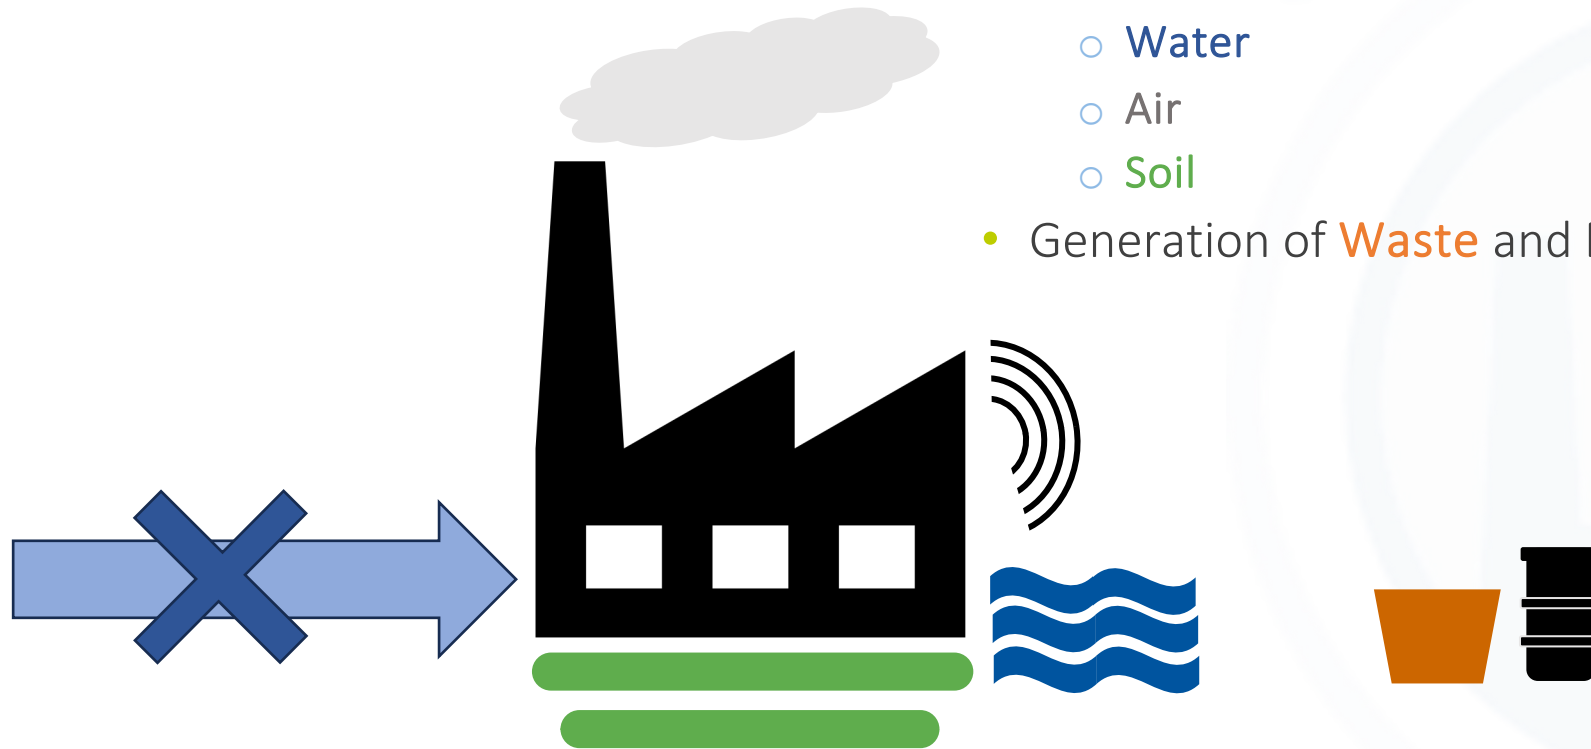 Water
Air
Soil
Generation of Waste and